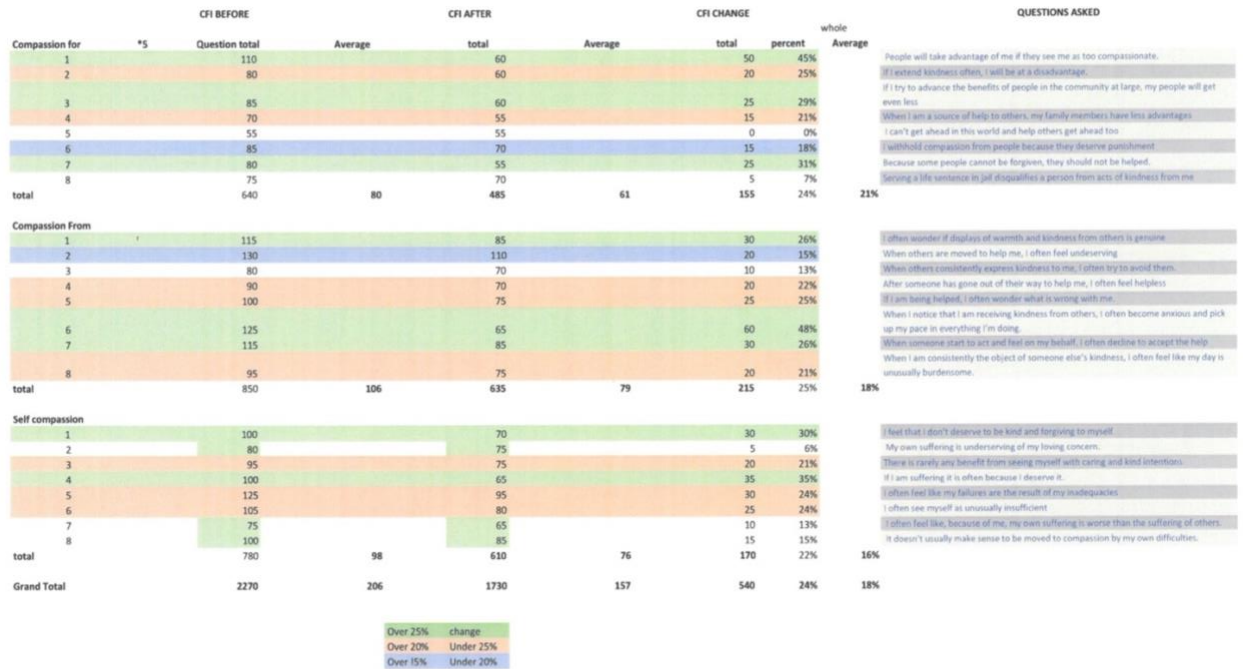 CFI BEFORE CFI AFTER CFI CHANGE QUESTIONS ASKED
whole
Compassion for *5 Question total Average total Average total percent Average
1 110 60 50 45% People will take advantage of me if they see me as too compassionate.
2 80 60 20 25% If I extend kindness often, I will be at a disadvantage.
If I try to advance the benefits of people in the community at large, my people will get
3 85 60 25 29% even less
4 70 55 15 21% When I am a source of help to others, my family members have less advantages
5 55 55 0 0% I can't get ahead in this world and help others get ahead too
6 85 70 15 18% I withhold compassion from people because they deserve punishment
7 80 55 25 31% Because some people cannot be forgiven, they should not be helped.
8 75 70 5 7% Serving a life sentence in jail disqualifies a person from acts of kindness from me
total 640 80 485 61 155 24% 21%
Compassion From
1 115 85 30 26% I often wonder if displays of warmth and kindness from others is genuine
2 130 110 20 15% When others are moved to help me, I often feel undeserving
3 80 70 10 13% When others consistently express kindness to me, I often try to avoid them.
4 90 70 20 22% After someone has gone out of their way to help me, I often feel helpless
5 100 75 25 25% If I am being helped, I often wonder what is wrong with me.
When I notice that I am receiving kindness from others, I often become anxious and pick
6 125 65 60 48% up my pace in everything I'm doing.
7 115 85 30 26% When someone start to act and feel on my behalf, I often decline to accept the help
When I am consistently the object of someone else's kindness, I often feel like my day is
8 95 75 20 21% unusually burdensome.
total 850 106 635 79 215 25% 18%
Self compassion
1 100 70 30 30% I feel that I don't deserve to be kind and forgiving to myself.
2 80 75 5 6% My own suffering is underserving of my loving concern.
3 95 75 20 21% There is rarely any benefit from seeing myself with caring and kind intentions.
4 100 65 35 35% If I am suffering it is often because I deserve it.
5 125 95 30 24% I often feel like my failures are the result of my inadequacies
6 105 80 25 24% I often see myself as unusually insufficient
7 75 65 10 13% I often feel like, because of me, my own suffering is worse than the suffering of others.
8 100 85 15 15% It doesn't usually make sense to be moved to compassion by my own difficulties.
total 780 98 610 76 170 22% 16%
Grand Total 2270 206 1730 157 540 24% 18%
Over 25% change
Over 20% Under 25%
Over 15% Under 20%